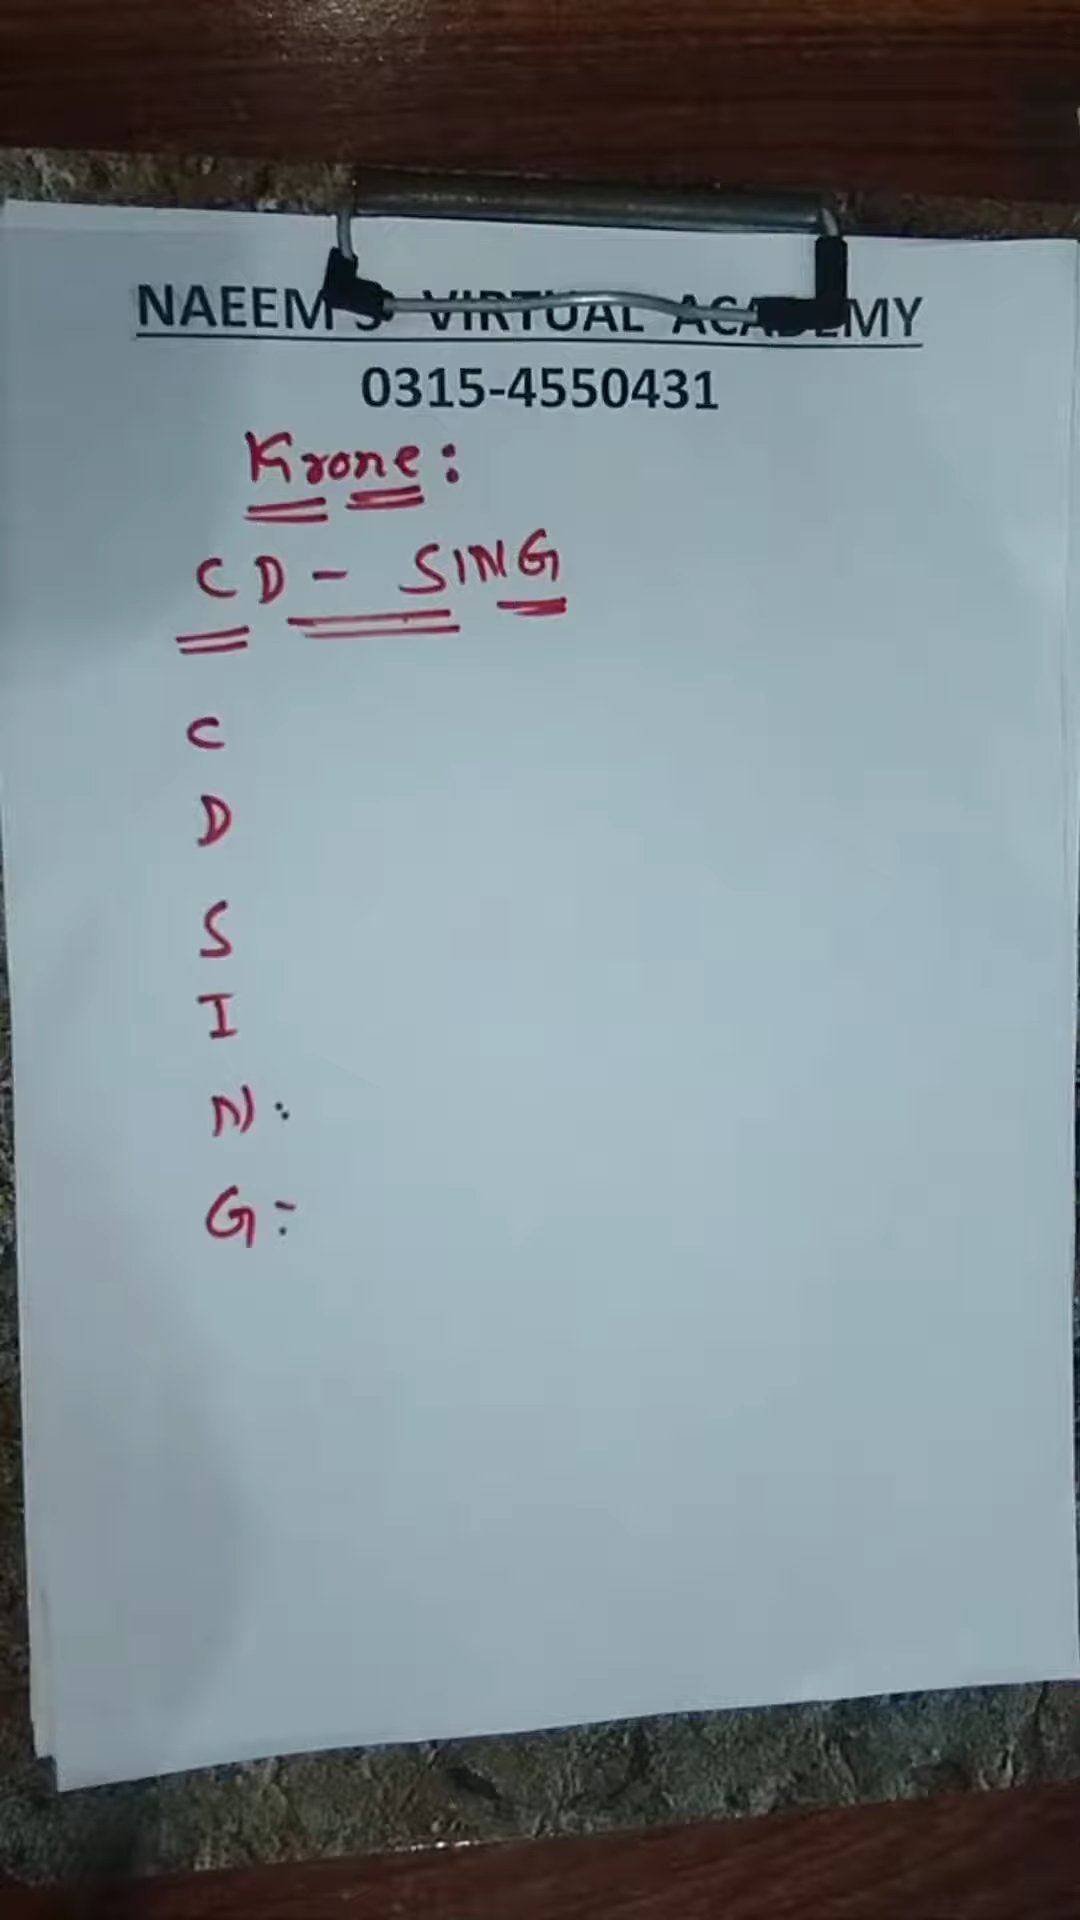 NAEEM'S VIRTUAL ACADEMY
0315-4550431
Krone:
CD - SING
C
D
S
I
N:
G: